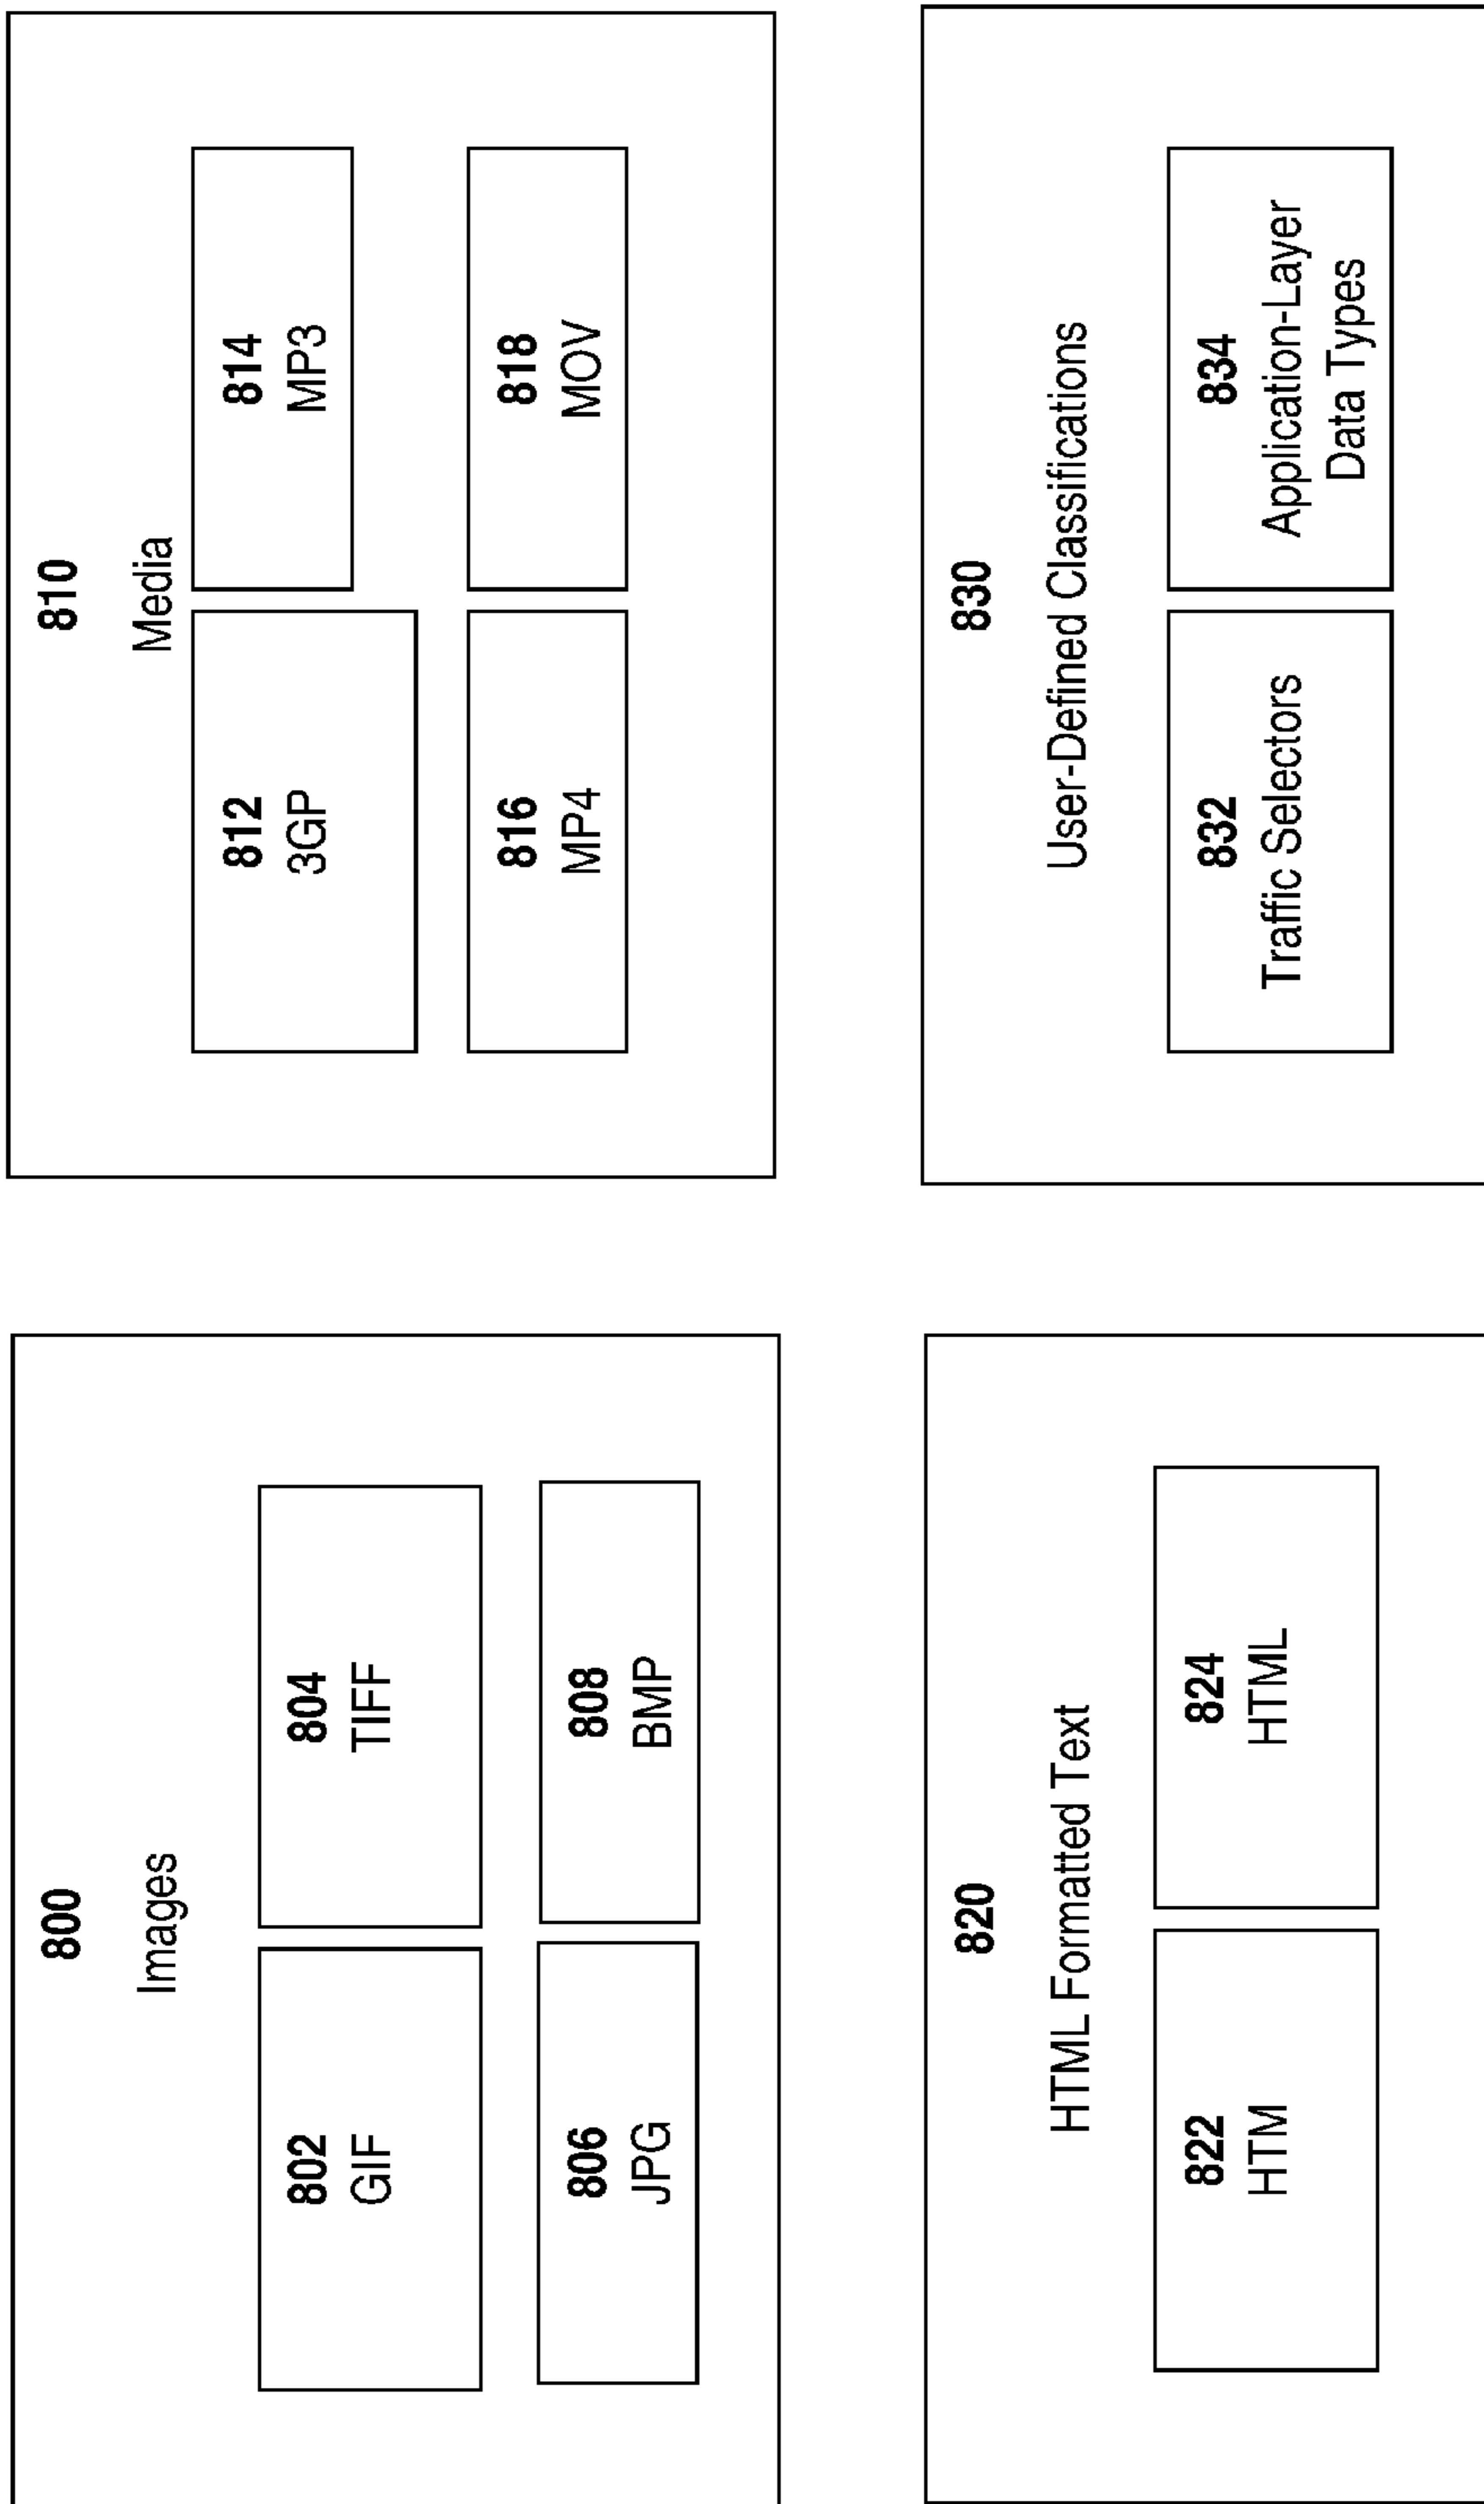 800
Images
802
GIF
804
TIFF
806
JPG
808
BMP
810
Media
812
3GP
814
MP3
816
MP4
818
MOV
820
HTML Formatted Text
822
HTM
824
HTML
830
User-Defined Classifications
832
Traffic Selectors
834
Application-Layer
Data Types